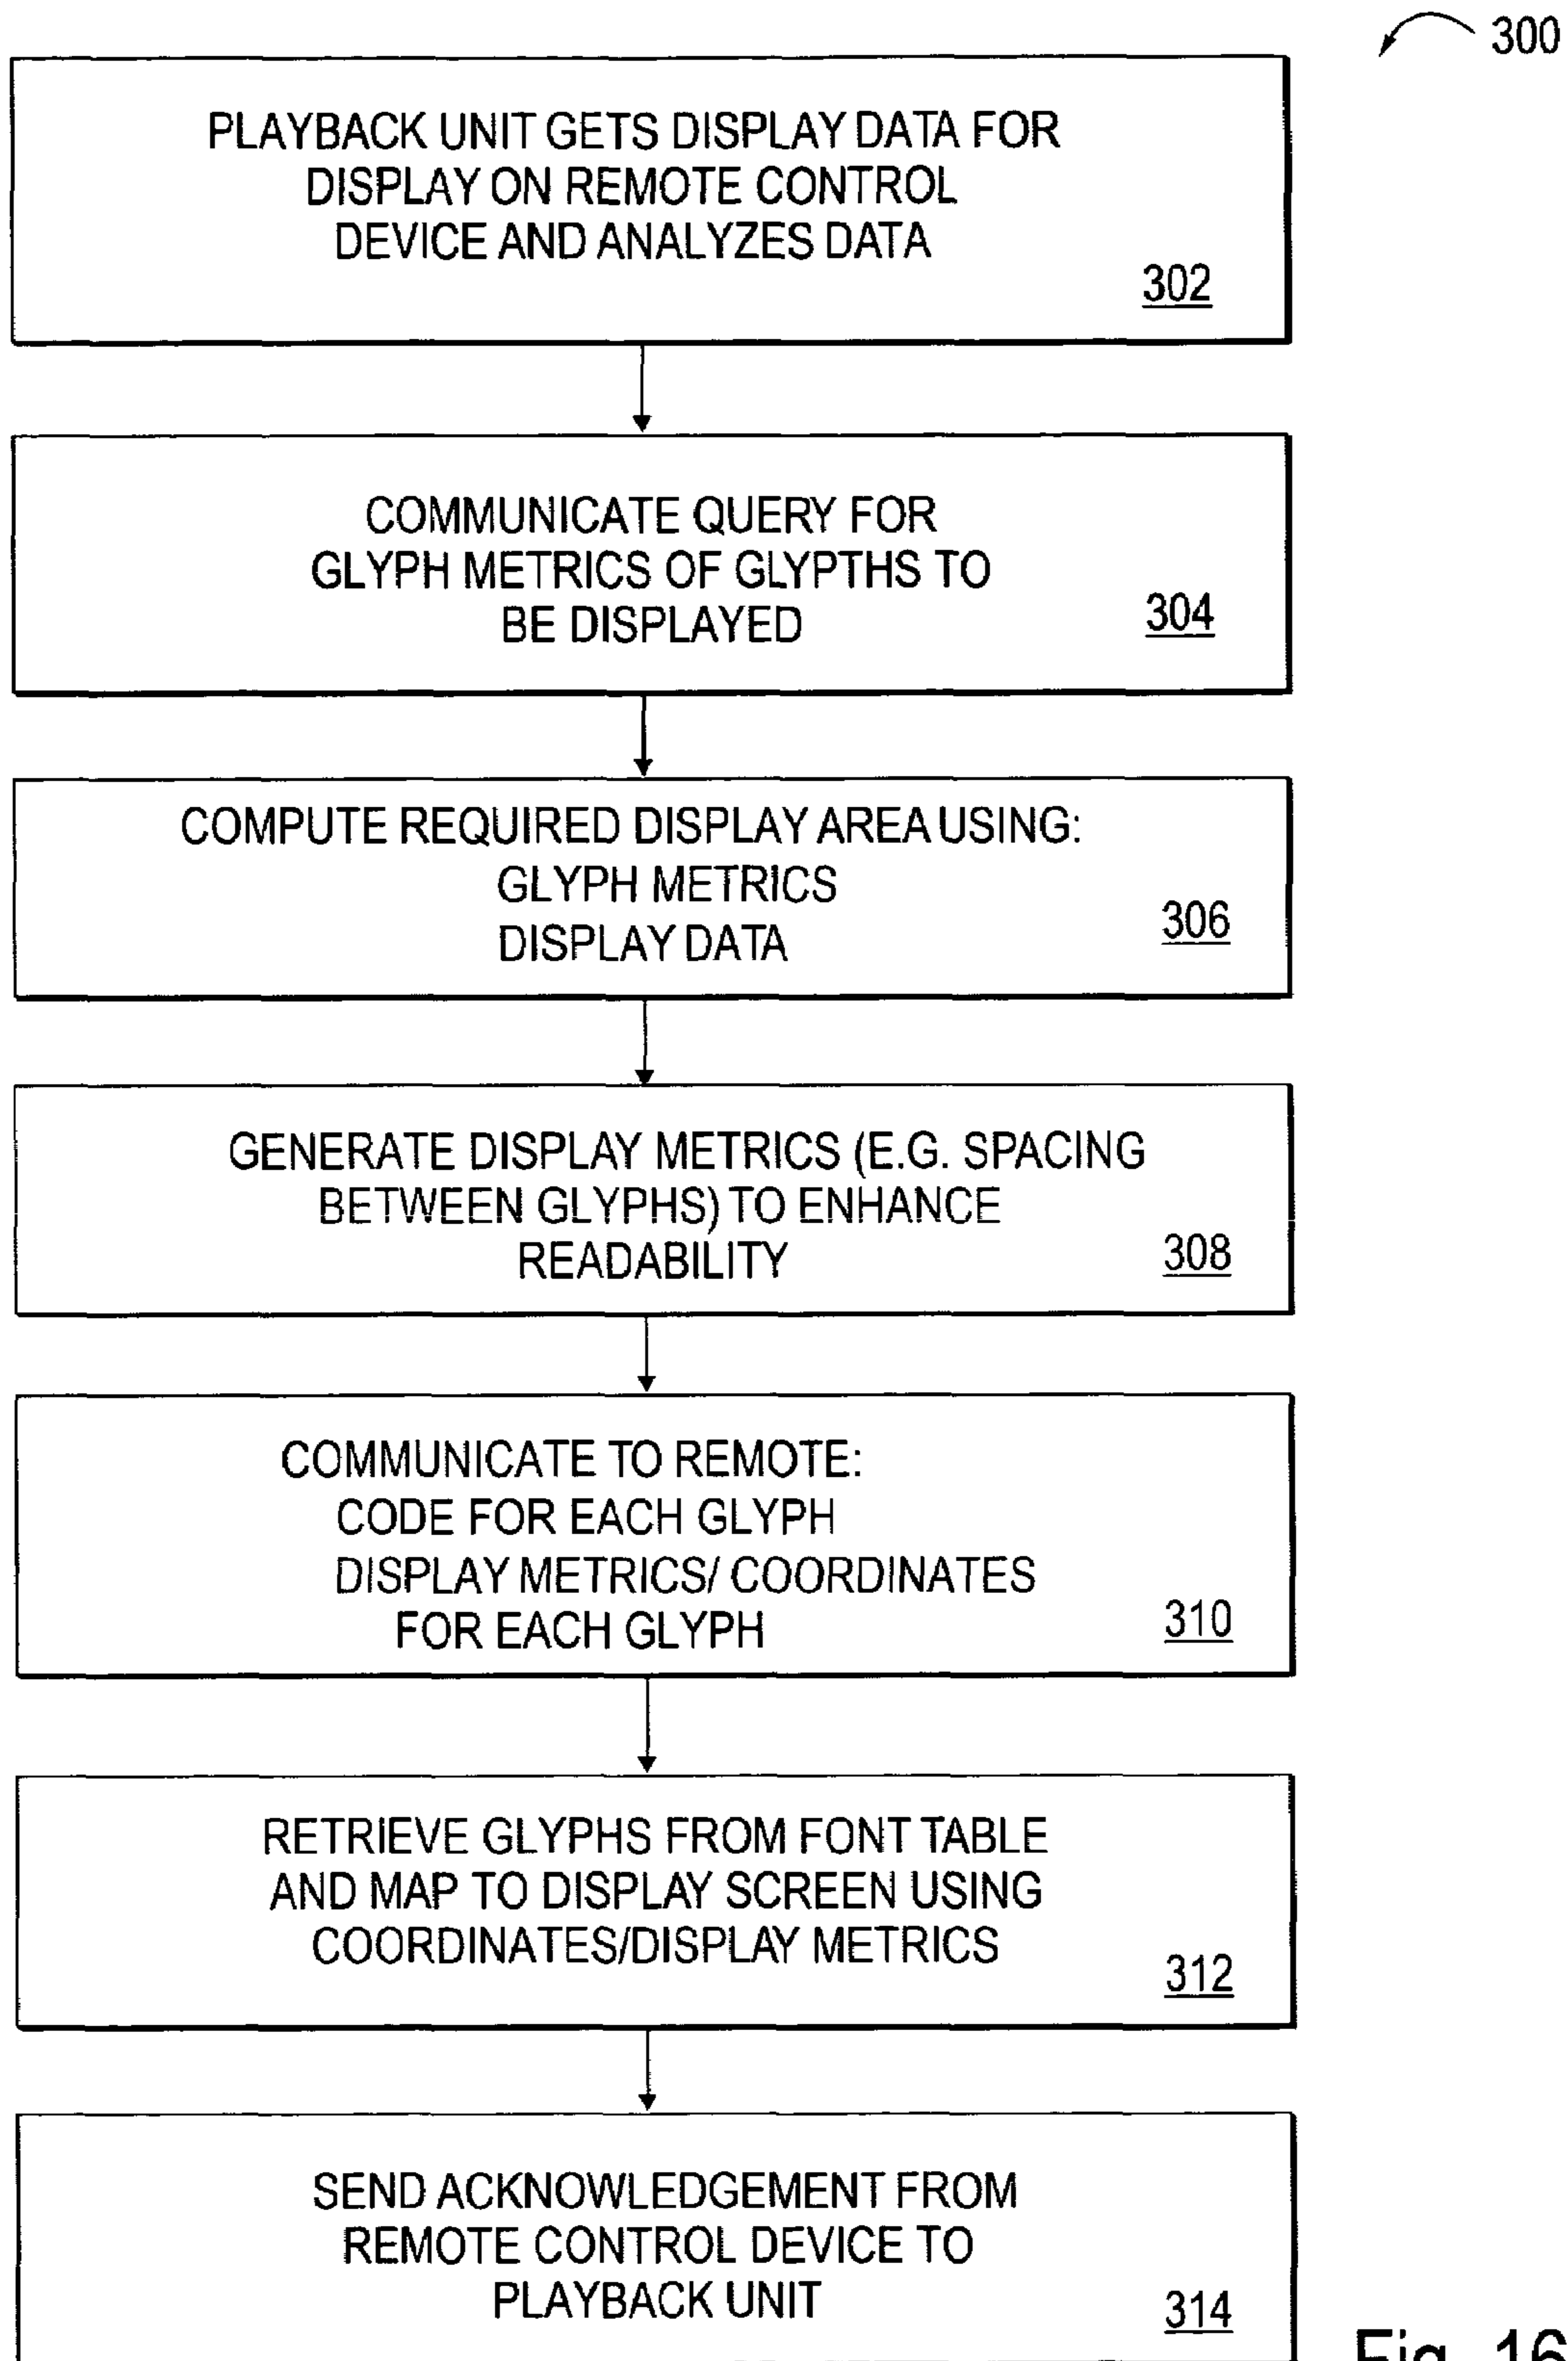 300
PLAYBACK UNIT GETS DISPLAY DATA FOR
DISPLAY ON REMOTE CONTROL
DEVICE AND ANALYZES DATA
302
COMMUNICATE QUERY FOR
GLYPH METRICS OF GLYPTHS TO
BE DISPLAYED
304
COMPUTE REQUIRED DISPLAY AREA USING:
GLYPH METRICS
DISPLAY DATA
306
GENERATE DISPLAY METRICS (E.G. SPACING
BETWEEN GLYPHS) TO ENHANCE
READABILITY
308
COMMUNICATE TO REMOTE:
CODE FOR EACH GLYPH
DISPLAY METRICS/ COORDINATES
FOR EACH GLYPH
310
RETRIEVE GLYPHS FROM FONT TABLE
AND MAP TO DISPLAY SCREEN USING
COORDINATES/DISPLAY METRICS
312
SEND ACKNOWLEDGEMENT FROM
REMOTE CONTROL DEVICE TO
PLAYBACK UNIT
314
Fig. 16